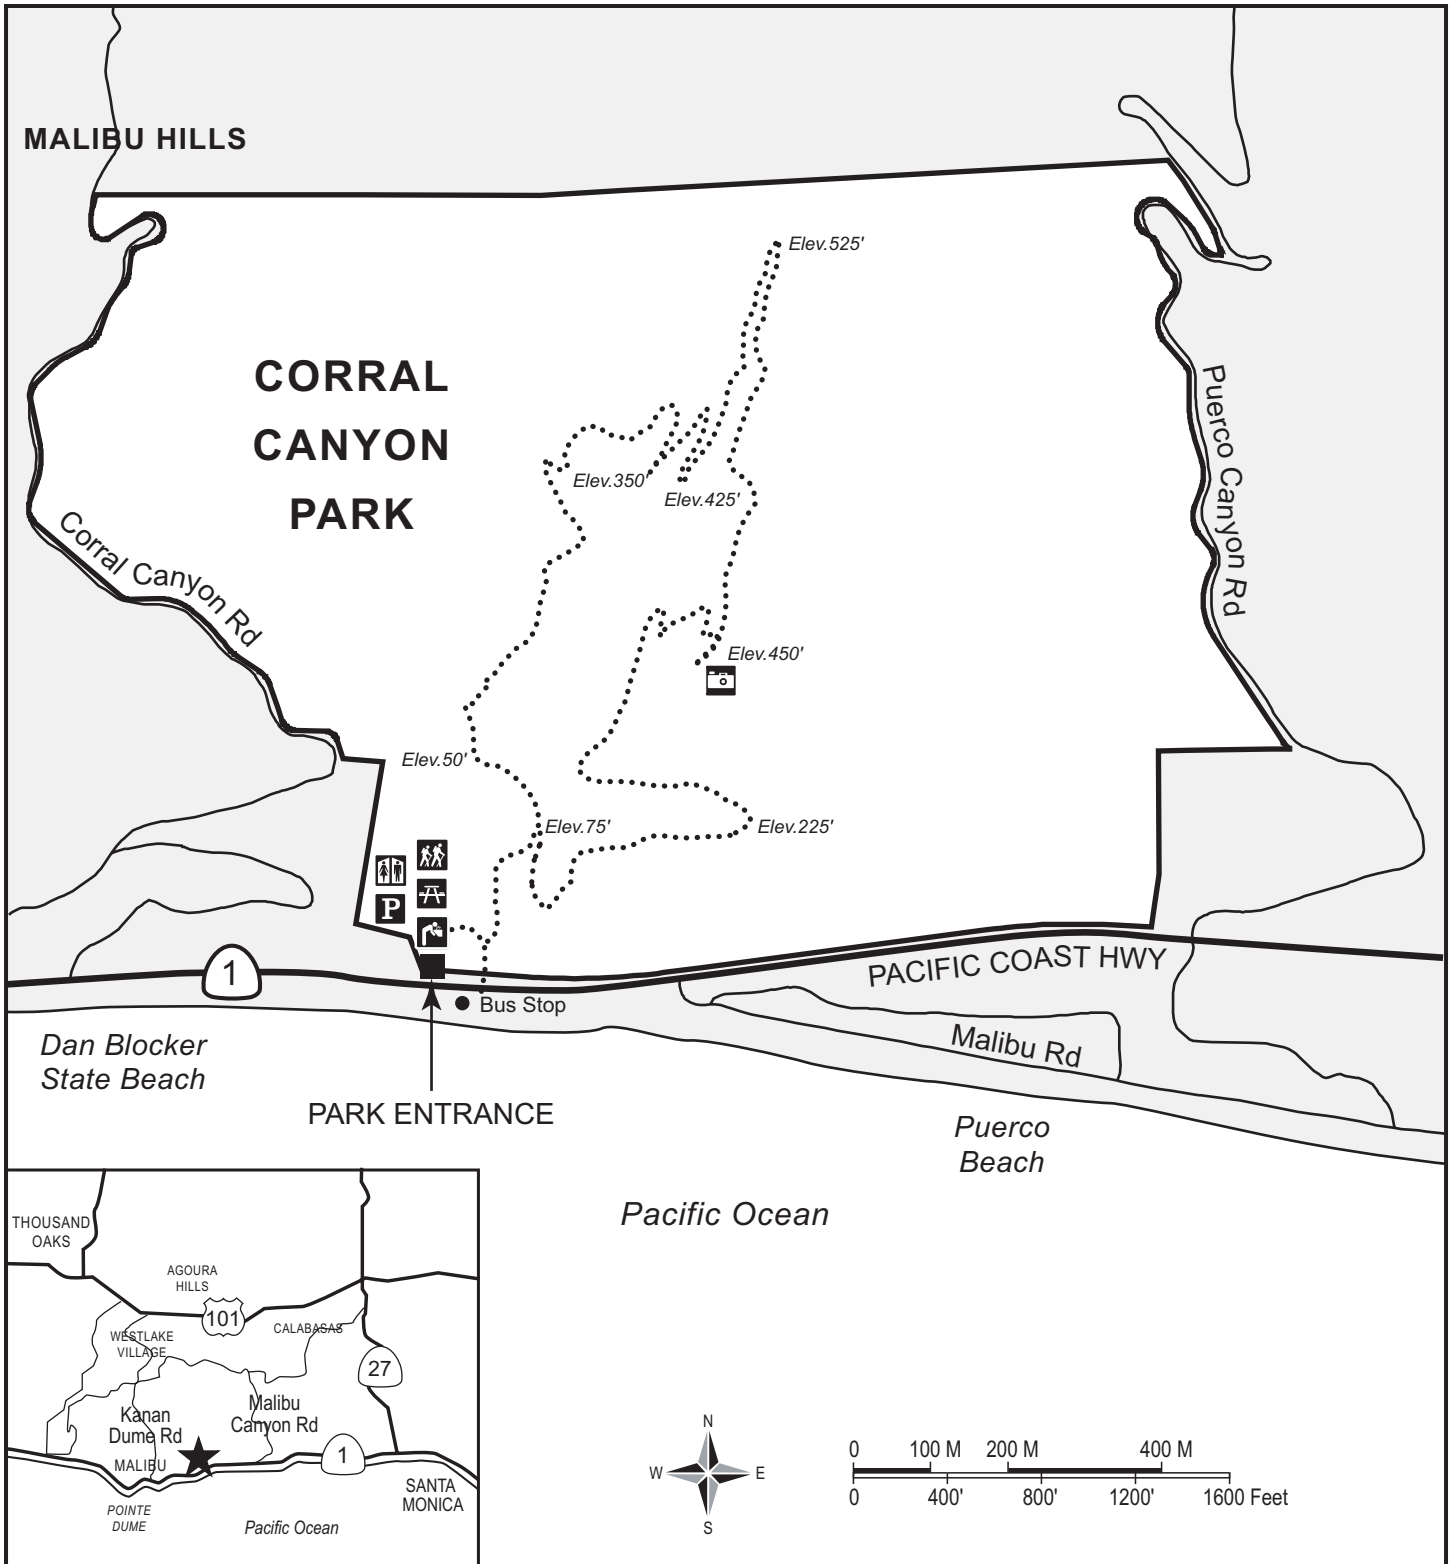 MALIBU HILLS
Elev.525'
CORRAL
CANYON
PARK
Puerco Canyon Rd
Elev.350'
Elev.425'
Corral Canyon Rd
Elev.450'
Elev.50'
Elev.75'
Elev.225'
P
1
PACIFIC COAST HWY
Bus Stop
Dan Blocker
State Beach
Malibu Rd
PARK ENTRANCE
Puerco
Beach
Pacific Ocean
THOUSAND
OAKS
AGOURA
HILLS
101
CALABASAS
WESTLAKE
VILLAGE
27
Malibu
Canyon Rd
Kanan
Dume Rd
1
MALIBU
SANTA
MONICA
POINTE
DUME
Pacific Ocean
N
W E
S
0 100 M 200 M 400 M
0 400' 800' 1200' 1600 Feet